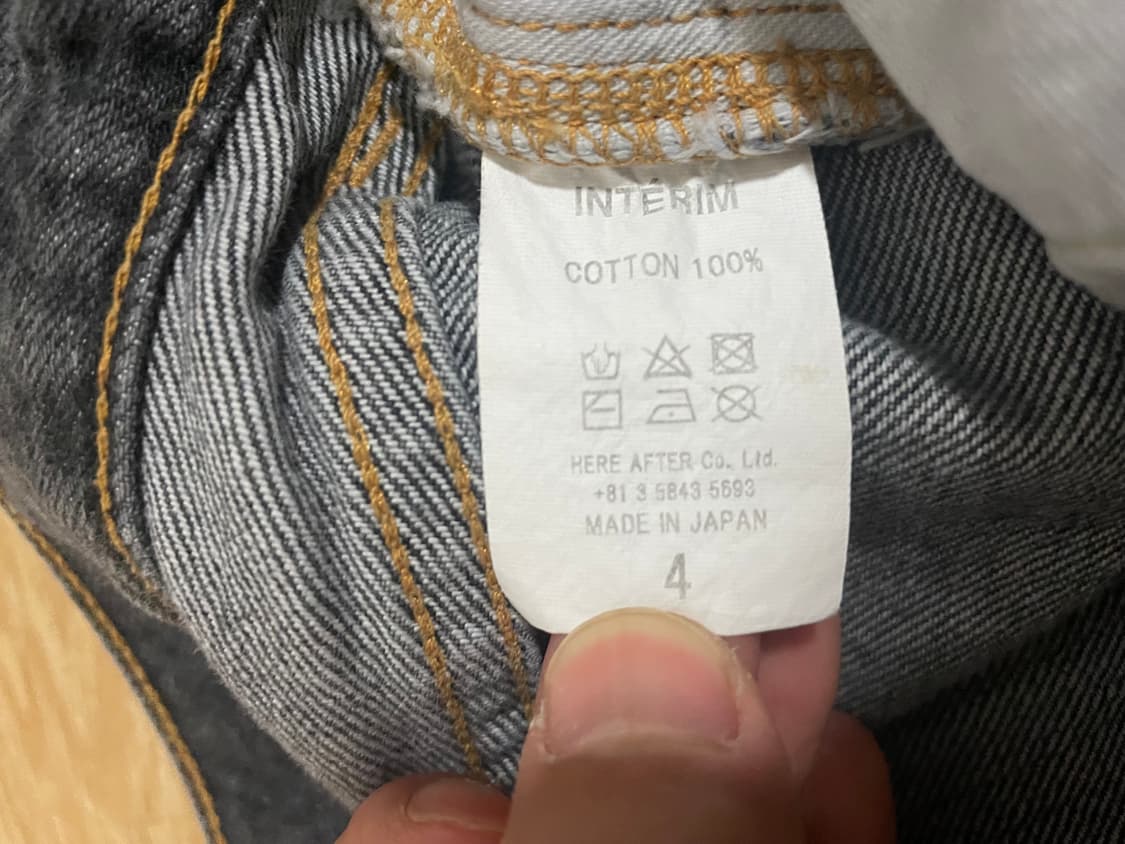 INTÉRIM
COTTON 100%
HERE AFTER Co., Ltd.
+81 3 5843 5693
MADE IN JAPAN
4